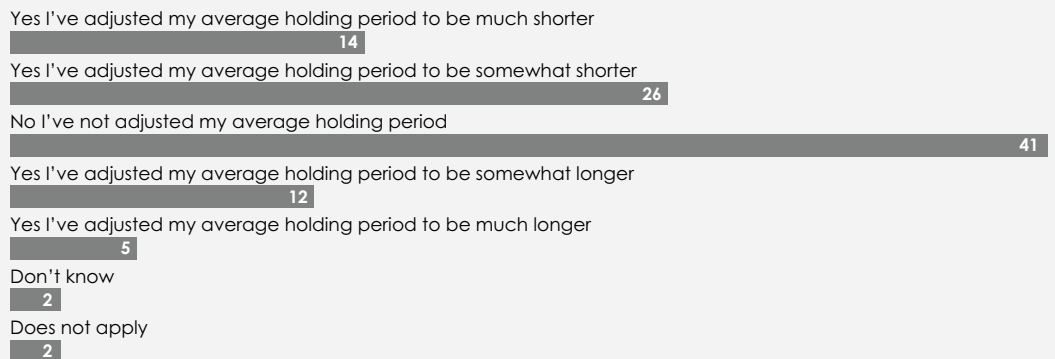 Yes I’ve adjusted my average holding period to be much shorter
14
Yes I’ve adjusted my average holding period to be somewhat shorter
26
No I’ve not adjusted my average holding period
41
Yes I’ve adjusted my average holding period to be somewhat longer
12
Yes I’ve adjusted my average holding period to be much longer
5
Don’t know
2
Does not apply
2